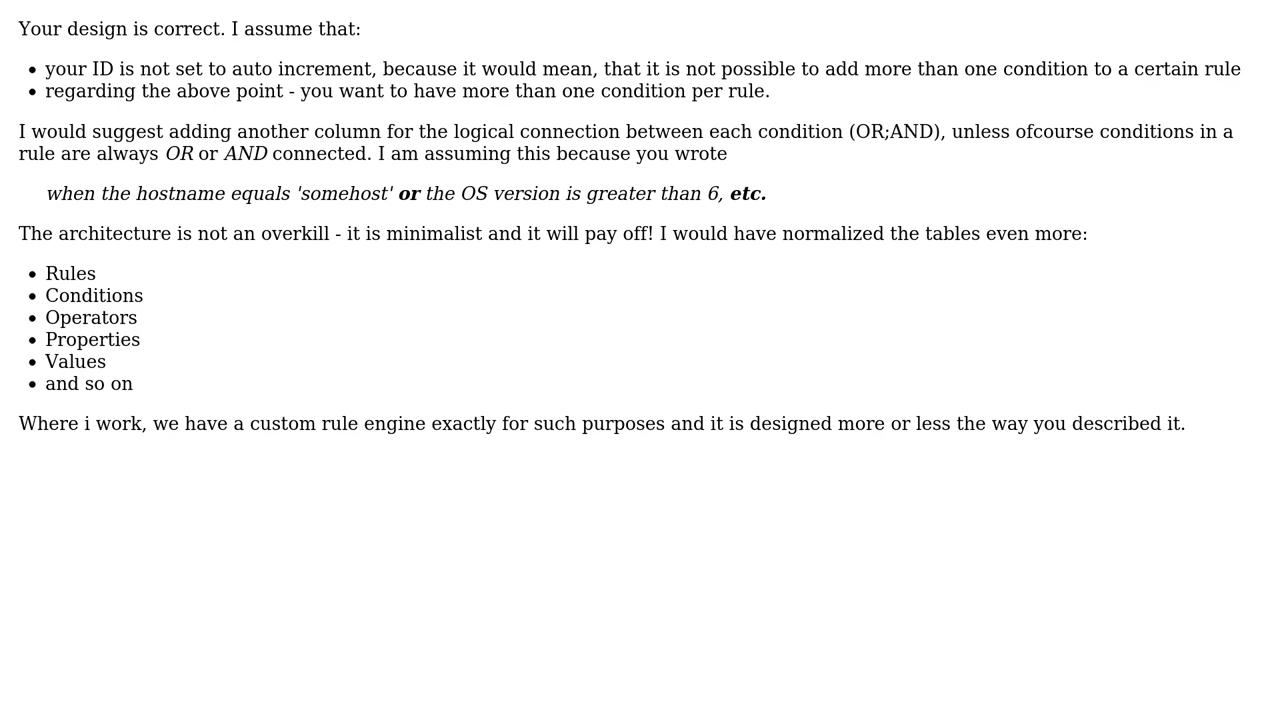 Your design is correct. I assume that:
your ID is not set to auto increment, because it would mean, that it is not possible to add more than one condition to a certain rule
regarding the above point - you want to have more than one condition per rule.
I would suggest adding another column for the logical connection between each condition (OR;AND), unless ofcourse conditions in a
rule are always OR or AND connected. I am assuming this because you wrote
when the hostname equals 'somehost' or the OS version is greater than 6, etc.
The architecture is not an overkill - it is minimalist and it will pay off! I would have normalized the tables even more:
Rules
Conditions
Operators
Properties
Values
and so on
Where i work, we have a custom rule engine exactly for such purposes and it is designed more or less the way you described it.